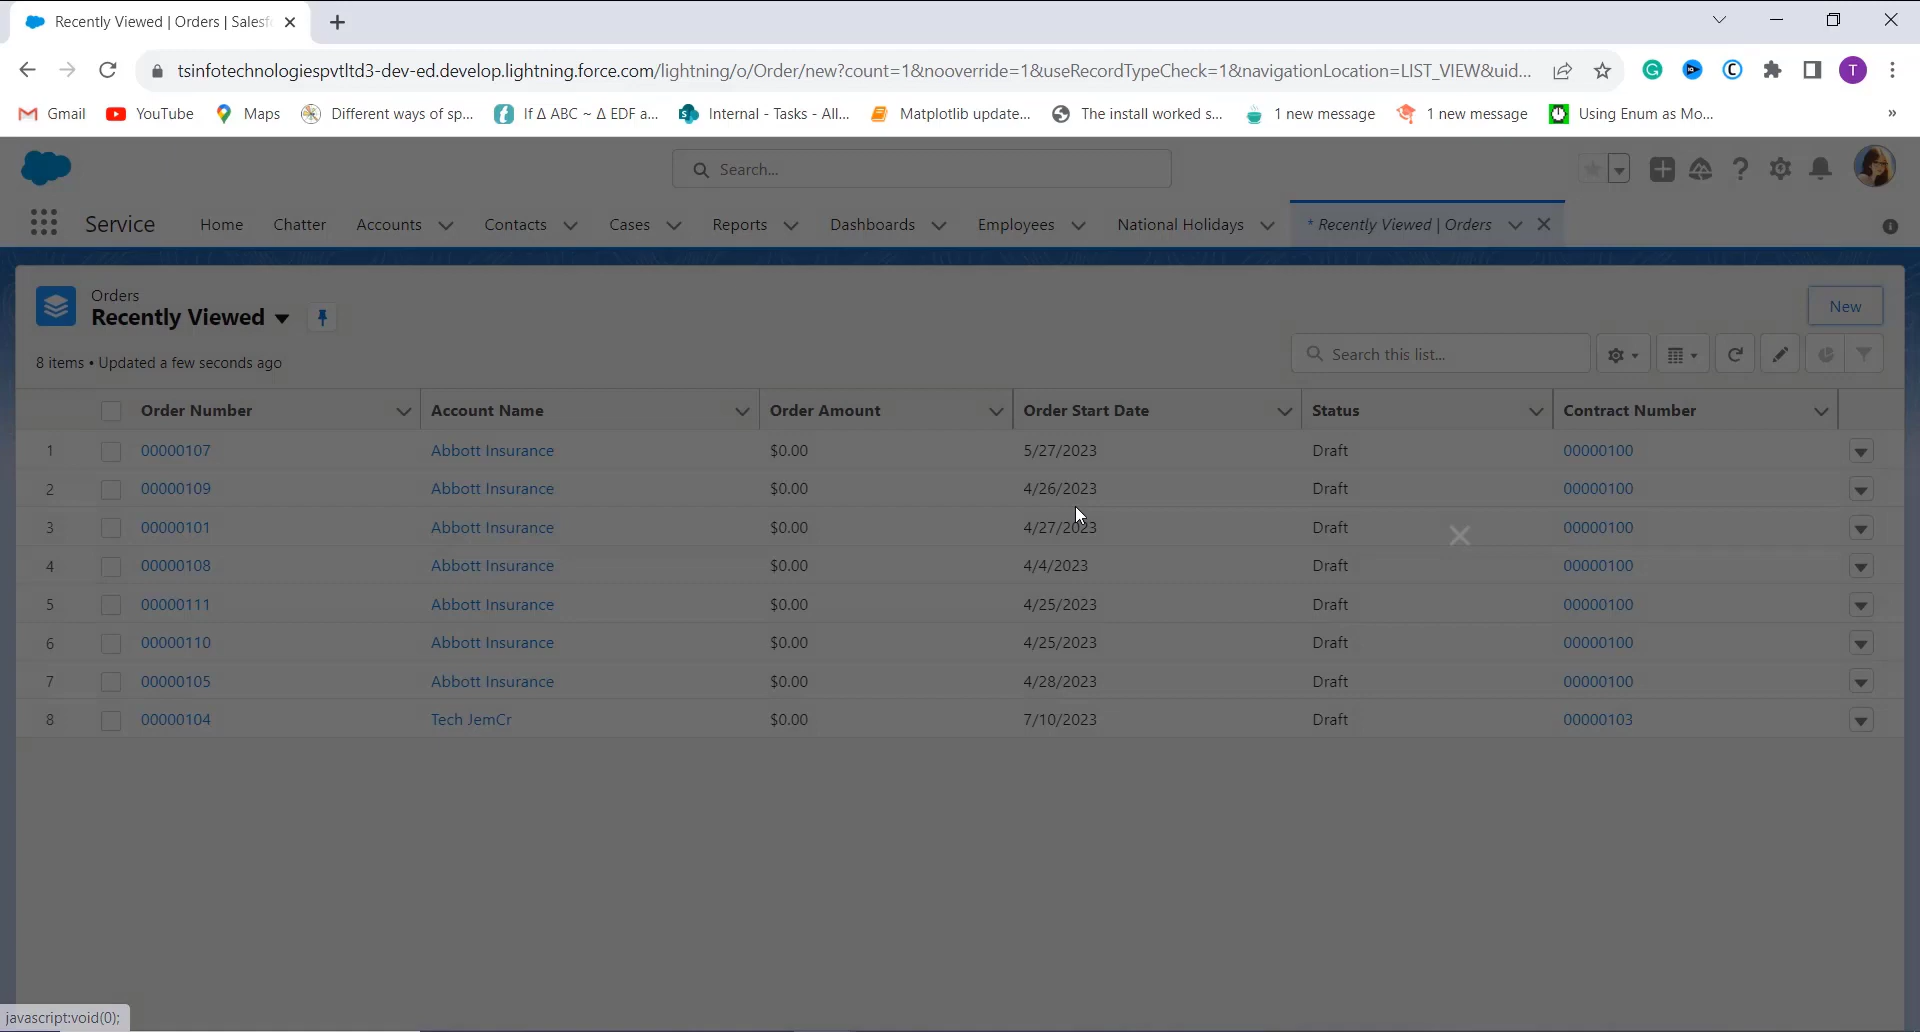 Recently Viewed | Orders | Salesf
tsinfotechnologiespvtltd3-dev-ed.develop.lightning.force.com/lightning/o/Order/new?count=1&nooverride=1&useRecordTypeCheck=1&navigationLocation=LIST_VIEW&uid...
T
Gmail YouTube Maps Different ways of sp... If Δ ABC ~ Δ EDF a... Internal - Tasks - All... Matplotlib update... The install worked s... 1 new message 1 new message Using Enum as Mo... »
Search...
Service Home Chatter Accounts Contacts Cases Reports Dashboards Employees National Holidays * Recently Viewed | Orders
Orders
Recently Viewed
New
8 items • Updated a few seconds ago
Search this list...
Order Number Account Name Order Amount Order Start Date Status Contract Number
1 00000107 Abbott Insurance $0.00 5/27/2023 Draft 00000100
2 00000109 Abbott Insurance $0.00 4/26/2023 Draft 00000100
3 00000101 Abbott Insurance $0.00 4/27/2023 Draft 00000100
4 00000108 Abbott Insurance $0.00 4/4/2023 Draft 00000100
5 00000111 Abbott Insurance $0.00 4/25/2023 Draft 00000100
6 00000110 Abbott Insurance $0.00 4/25/2023 Draft 00000100
7 00000105 Abbott Insurance $0.00 4/28/2023 Draft 00000100
8 00000104 Tech JemCr $0.00 7/10/2023 Draft 00000103
javascript:void(0);